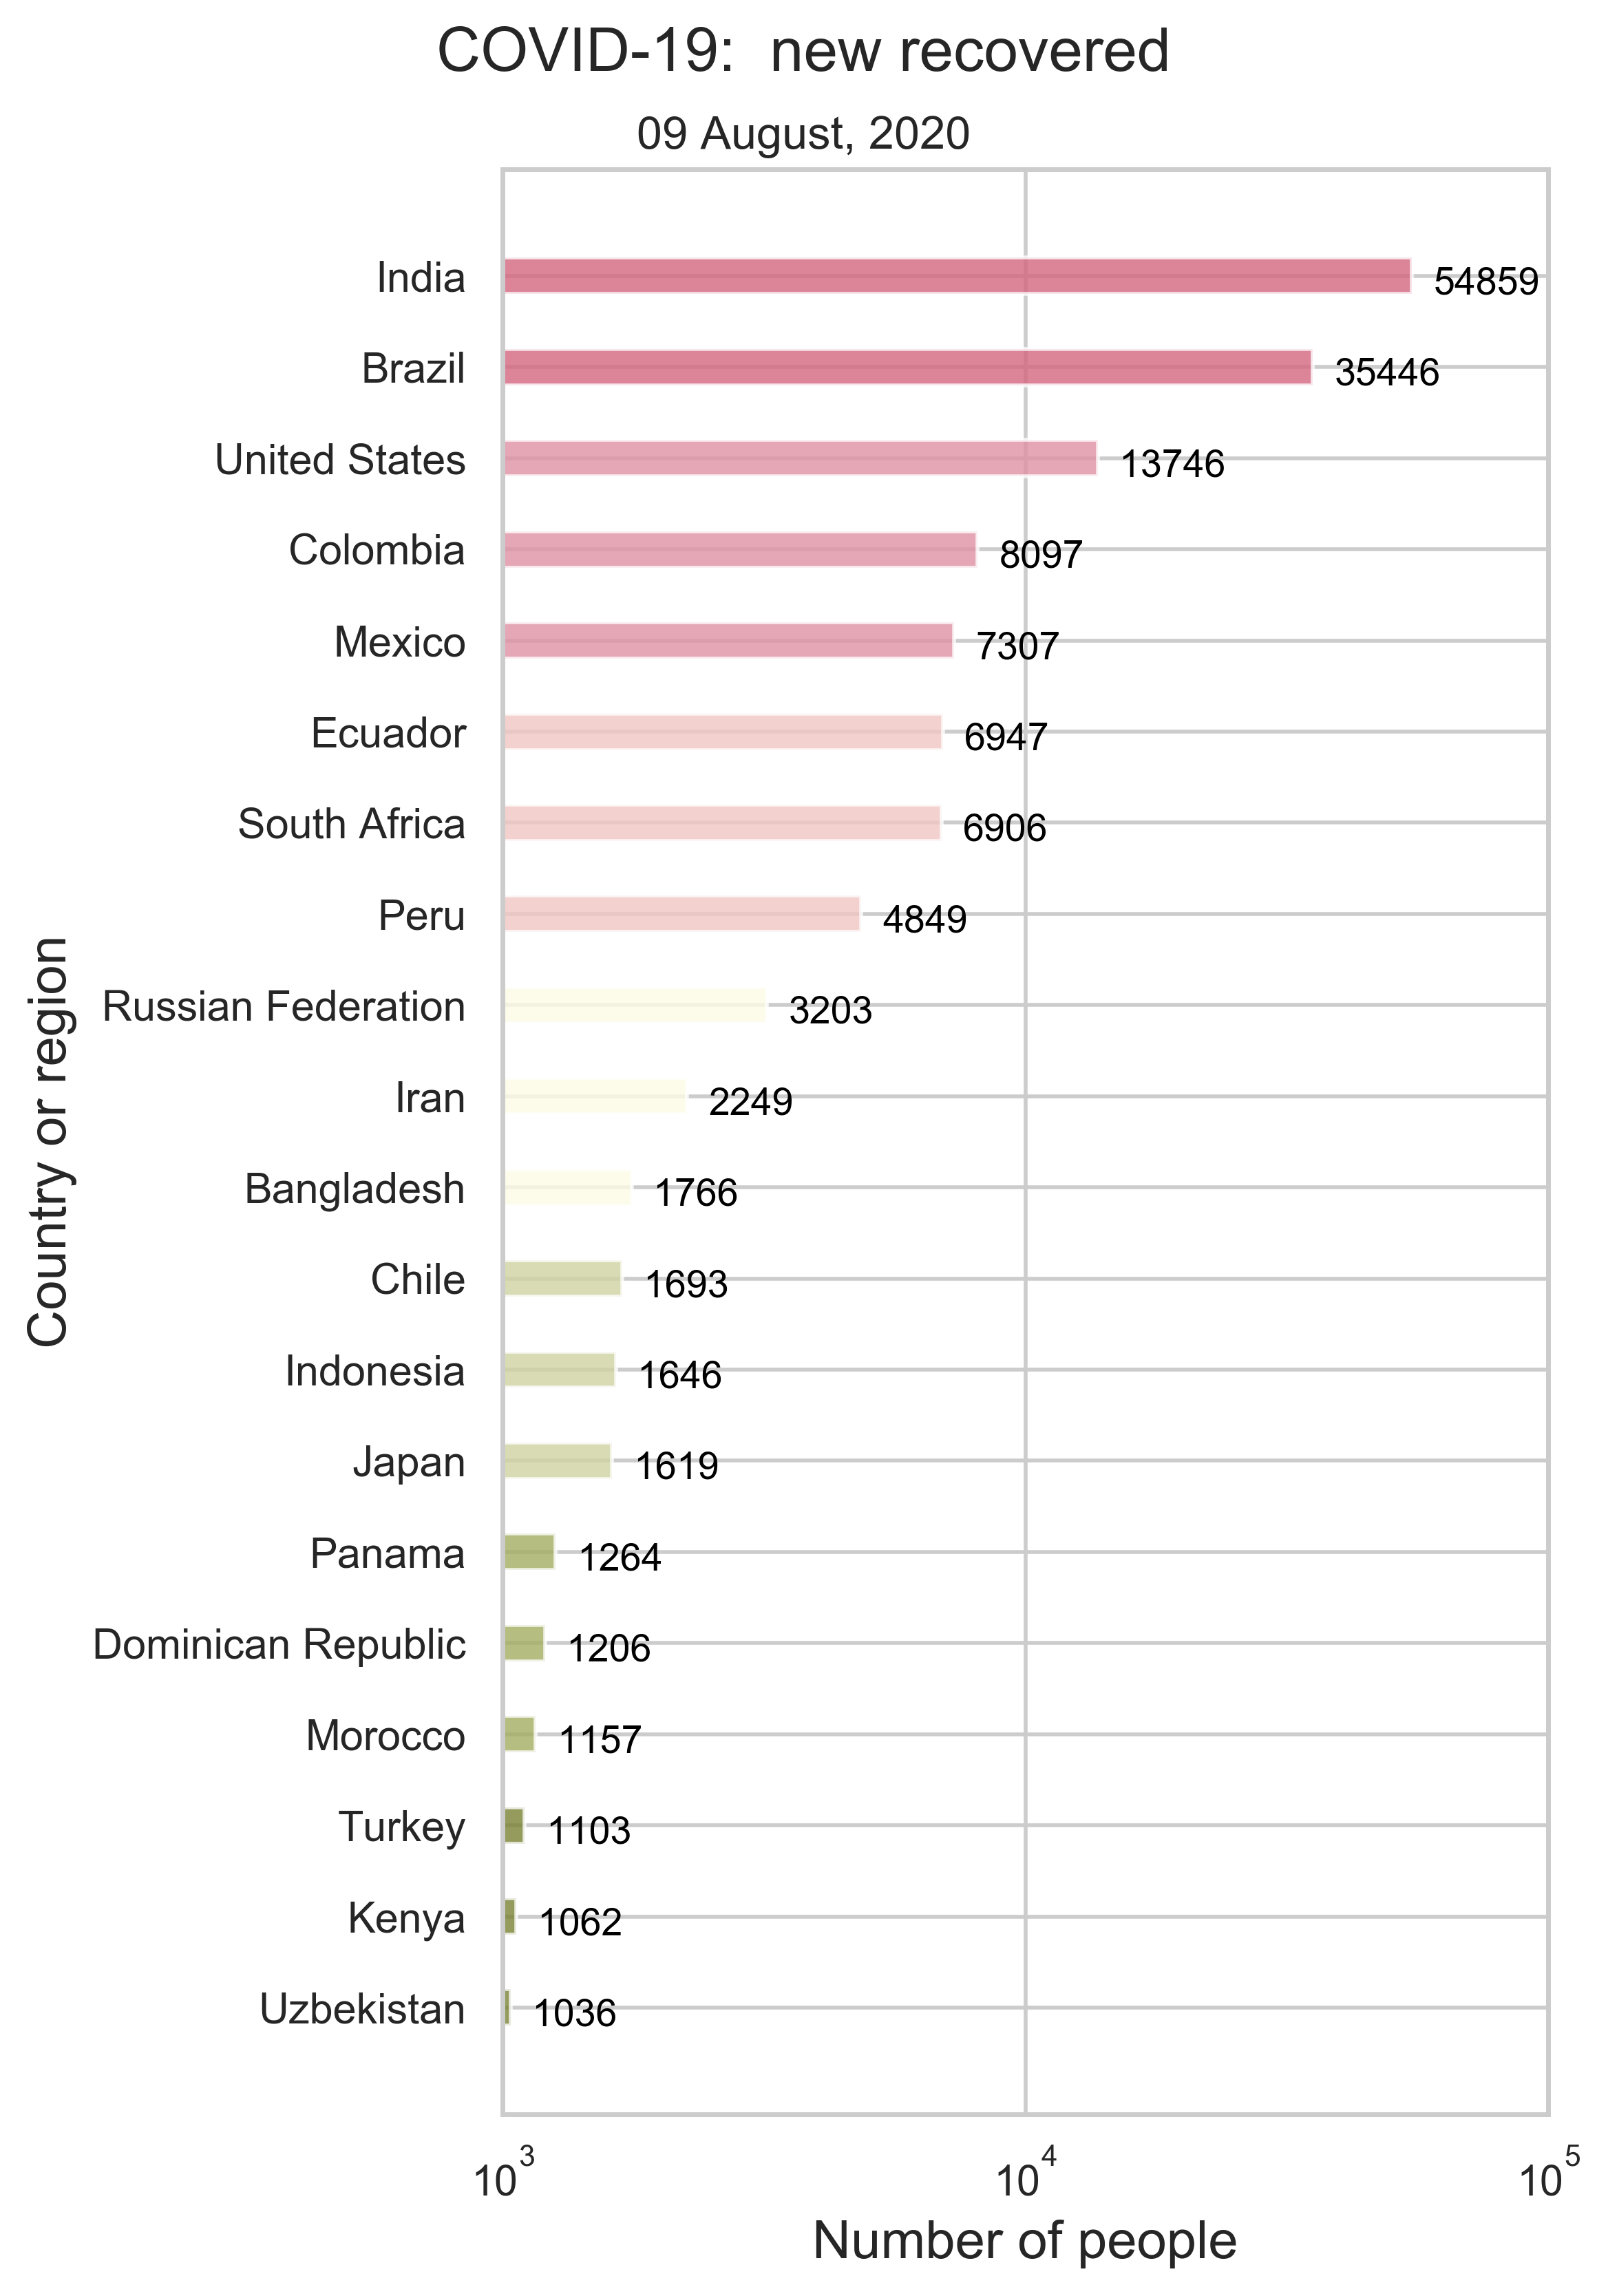 COVID-19:  new recovered
09 August, 2020
Country or region
India 54859
Brazil 35446
United States 13746
Colombia 8097
Mexico 7307
Ecuador 6947
South Africa 6906
Peru 4849
Russian Federation 3203
Iran 2249
Bangladesh 1766
Chile 1693
Indonesia 1646
Japan 1619
Panama 1264
Dominican Republic 1206
Morocco 1157
Turkey 1103
Kenya 1062
Uzbekistan 1036
10³ 10⁴ 10⁵
Number of people